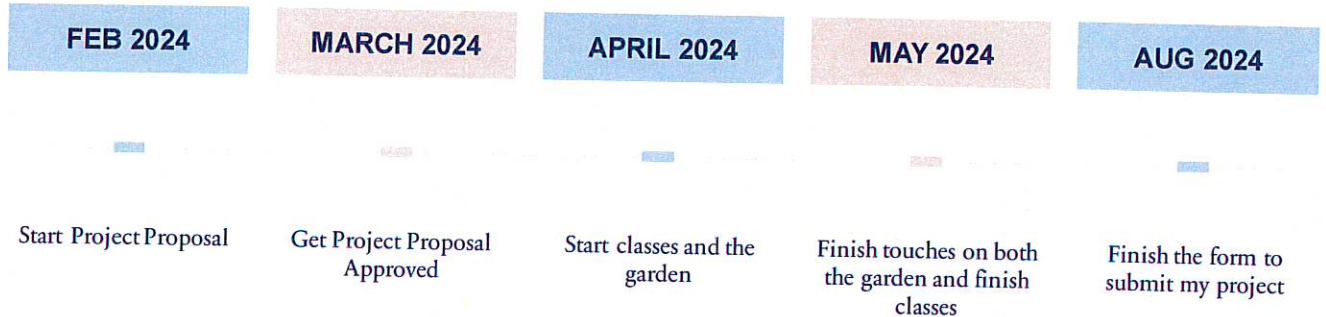 FEB 2024
MARCH 2024
APRIL 2024
MAY 2024
AUG 2024
Start Project Proposal
Get Project Proposal
Approved
Start classes and the
garden
Finish touches on both
the garden and finish
classes
Finish the form to
submit my project